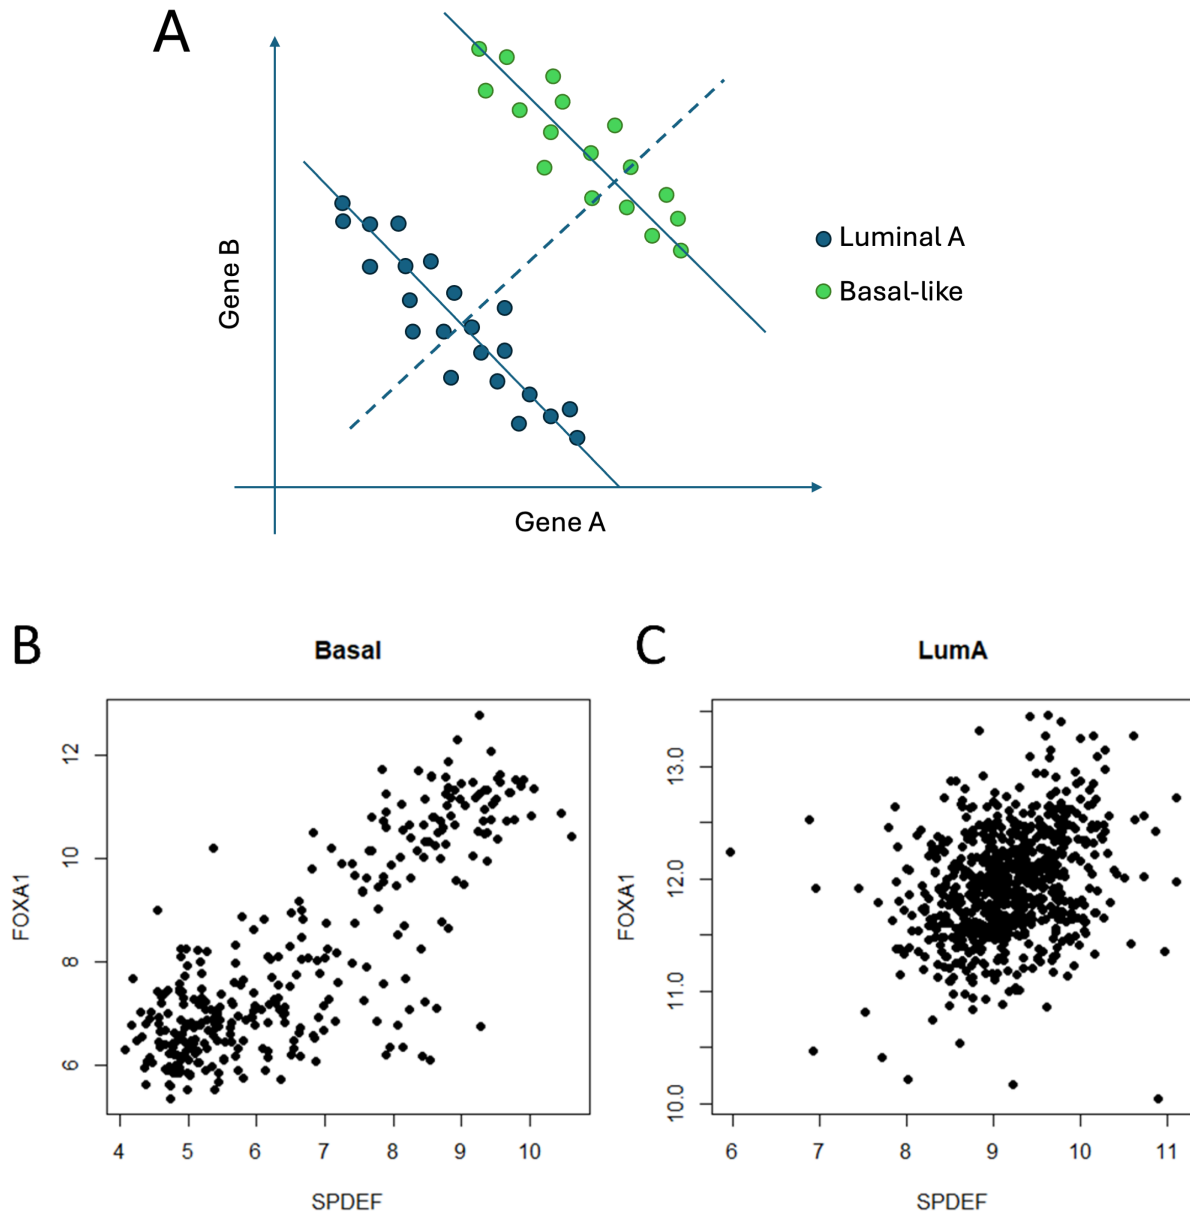 A
Gene B
Luminal A
Basal-like
Gene A
B
Basal
FOXA1
12
10
8
6
4 5 6 7 8 9 10
SPDEF
C
LumA
FOXA1
13.0
12.0
11.0
10.0
6 7 8 9 10 11
SPDEF